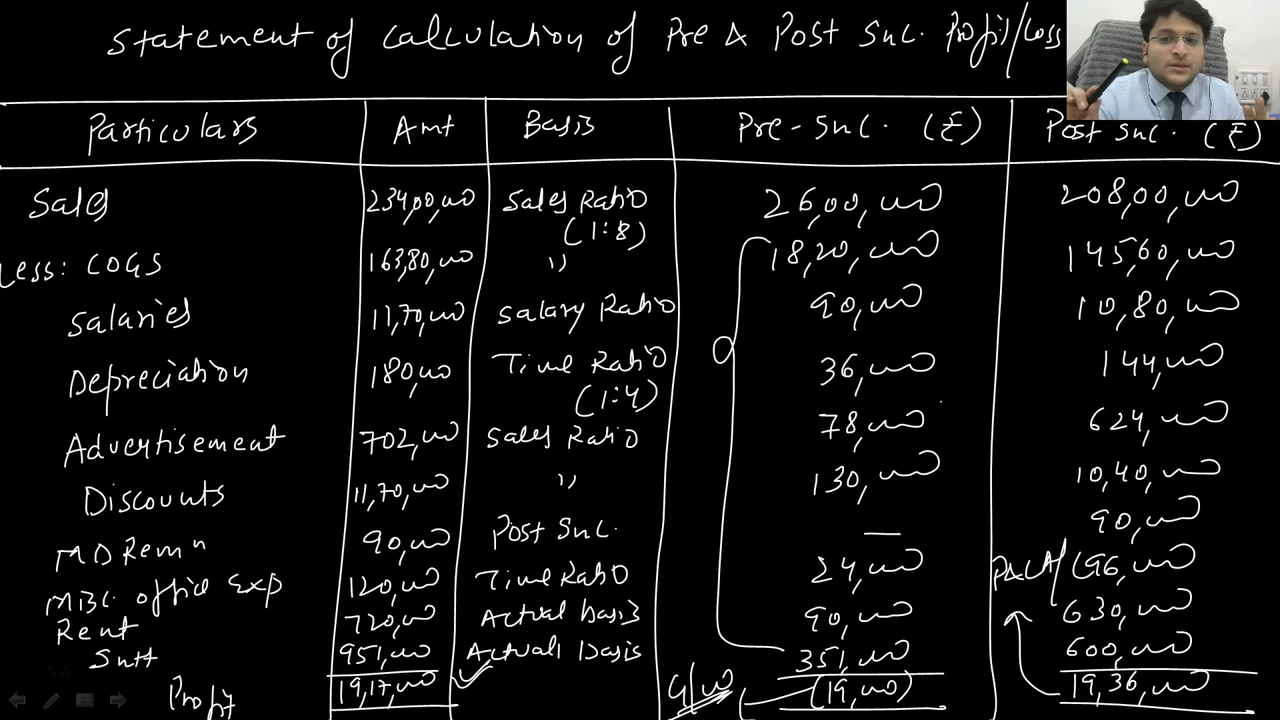 Statement of Calculation of Pre & Post Inc. Profit/Loss
Particulars Amt Basis Pre-Inc. (₹) Post Inc. (₹)
Sales 234,00,000 Sales Ratio (1:8) 26,00,000 208,00,000
Less: COGS 163,80,000 " 18,20,000 145,60,000
Salaries 11,70,000 Salary Ratio 90,000 10,80,000
Depreciation 180,000 Time Ratio (1:4) 36,000 144,000
Advertisement 702,000 Sales Ratio 78,000 624,000
Discounts 11,70,000 " 130,000 10,40,000
MD Remn 90,000 Post Inc. — 90,000
Misc. office Exp 120,000 Time Ratio 24,000 96,000
Rent 720,000 Actual basis 90,000 630,000
Intt 951,000 Actual basis 351,000 600,000
Profit 19,17,000 G/W (19,000) 19,36,000